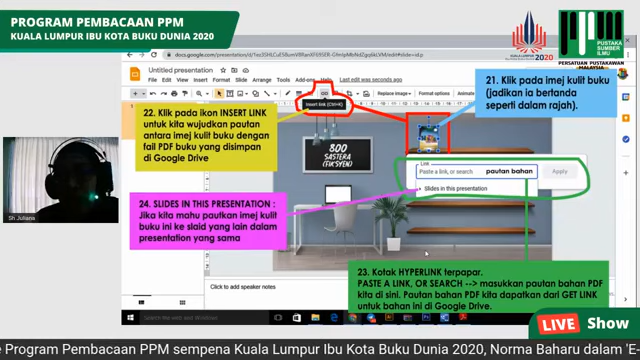 PROGRAM PEMBACAAN PPM
KUALA LUMPUR IBU KOTA BUKU DUNIA 2020
2020
PUSTAKA
SUMBER
ILMU
PERSATUAN PUSTAKAWAN
MALAYSIA
Untitled presentation
File Edit View Insert Format Slide Arrange Tools
Last edit was seconds ago
Insert link (Ctrl+K)
Replace image
Format options
Animate
21. Klik pada imej kulit buku
(jadikan ia bertanda
seperti dalam rajah).
22. Klik pada ikon INSERT LINK
untuk kita wujudkan pautan
antara imej kulit buku dengan
fail PDF buku yang disimpan
di Google Drive
800
SASTERA
(FIKSYEN)
Link
Paste a link, or search
pautan bahan
Apply
Slides in this presentation
24. SLIDES IN THIS PRESENTATION :
Jika kita mahu pautkan imej kulit
buku ini ke slaid yang lain dalam
presentation yang sama
23. Kotak HYPERLINK terpapar.
PASTE A LINK, OR SEARCH --> masukkan pautan bahan PDF
kita di sini. Pautan bahan PDF kita dapatkan dari GET LINK
untuk bahan ini di Google Drive.
Sh Juliana
Click to add speaker notes
LIVE Show
e Program Pembacaan PPM sempena Kuala Lumpur Ibu Kota Buku Dunia 2020, Norma Baharu dalam 'E-